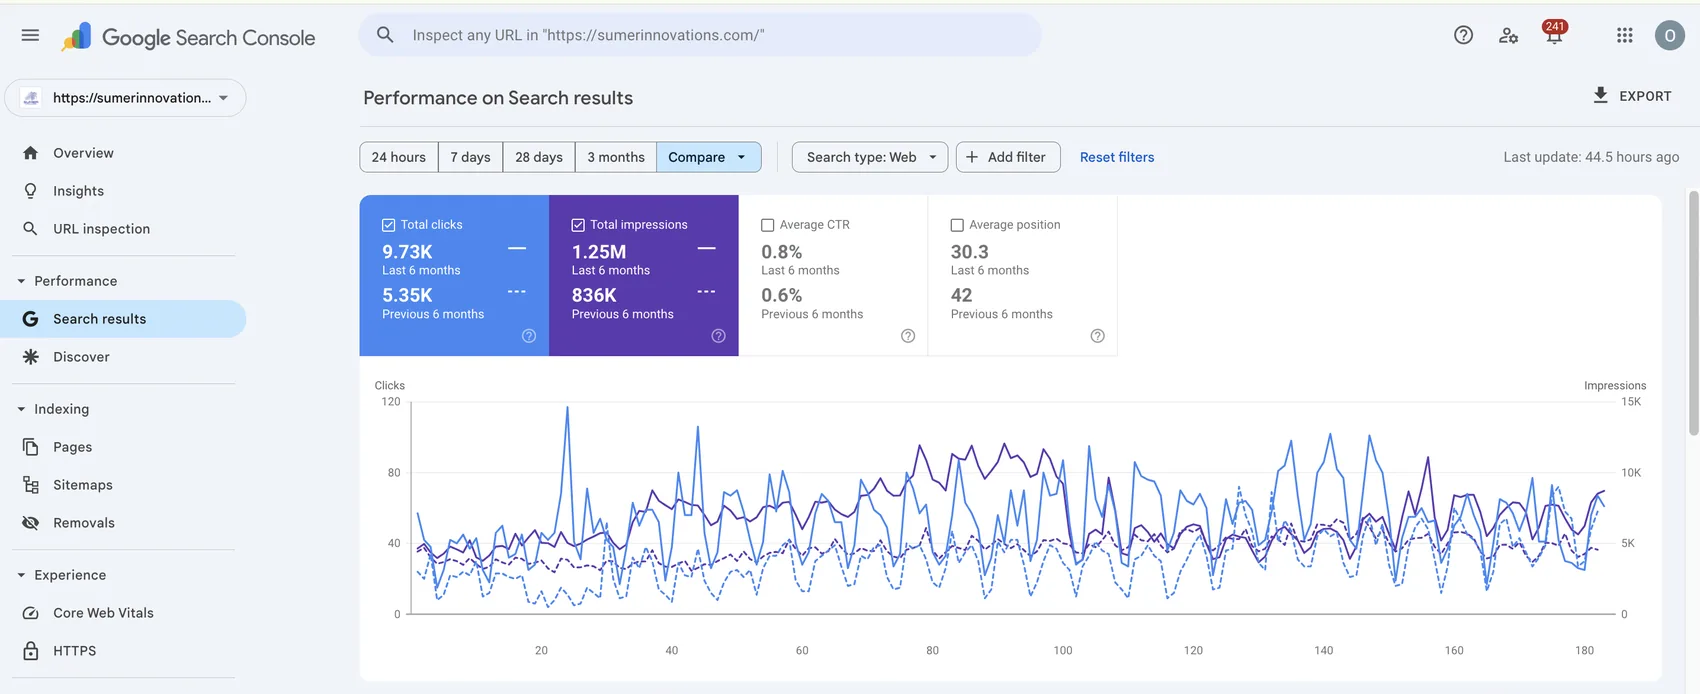 Google Search Console
Inspect any URL in "https://sumerinnovations.com/"
241
O
https://sumerinnovation...
Overview
Insights
URL inspection
Performance
Search results
Discover
Indexing
Pages
Sitemaps
Removals
Experience
Core Web Vitals
HTTPS
Performance on Search results
EXPORT
24 hours 7 days 28 days 3 months Compare Search type: Web Add filter Reset filters Last update: 44.5 hours ago
Total clicks
9.73K
Last 6 months
5.35K
Previous 6 months
Total impressions
1.25M
Last 6 months
836K
Previous 6 months
Average CTR
0.8%
Last 6 months
0.6%
Previous 6 months
Average position
30.3
Last 6 months
42
Previous 6 months
Clicks Impressions
120 15K
80 10K
40 5K
0 0
20 40 60 80 100 120 140 160 180